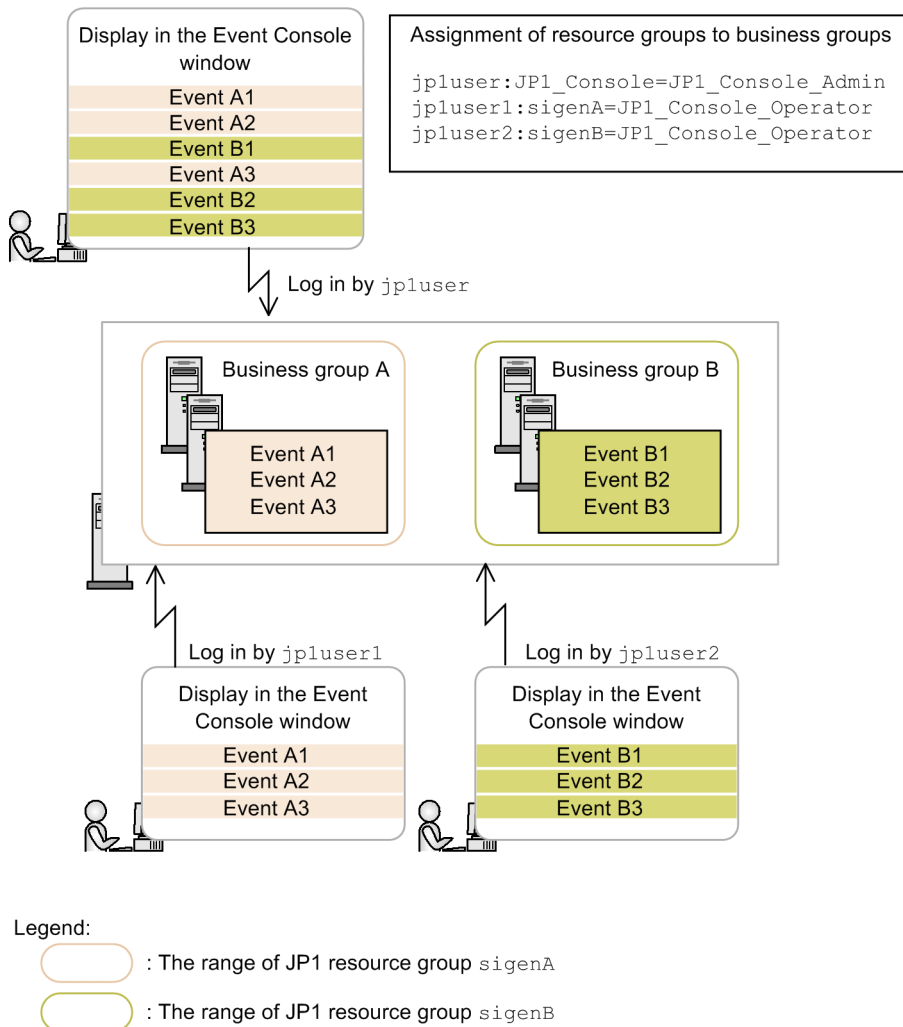 Display in the Event Console
window
Event A1
Event A2
Event B1
Event A3
Event B2
Event B3
Assignment of resource groups to business groups
jp1user:JP1_Console=JP1_Console_Admin
jp1user1:sigenA=JP1_Console_Operator
jp1user2:sigenB=JP1_Console_Operator
Log in by jp1user
Business group A
Event A1
Event A2
Event A3
Business group B
Event B1
Event B2
Event B3
Log in by jp1user1
Display in the Event
Console window
Event A1
Event A2
Event A3
Log in by jp1user2
Display in the Event
Console window
Event B1
Event B2
Event B3
Legend:
: The range of JP1 resource group sigenA
: The range of JP1 resource group sigenB